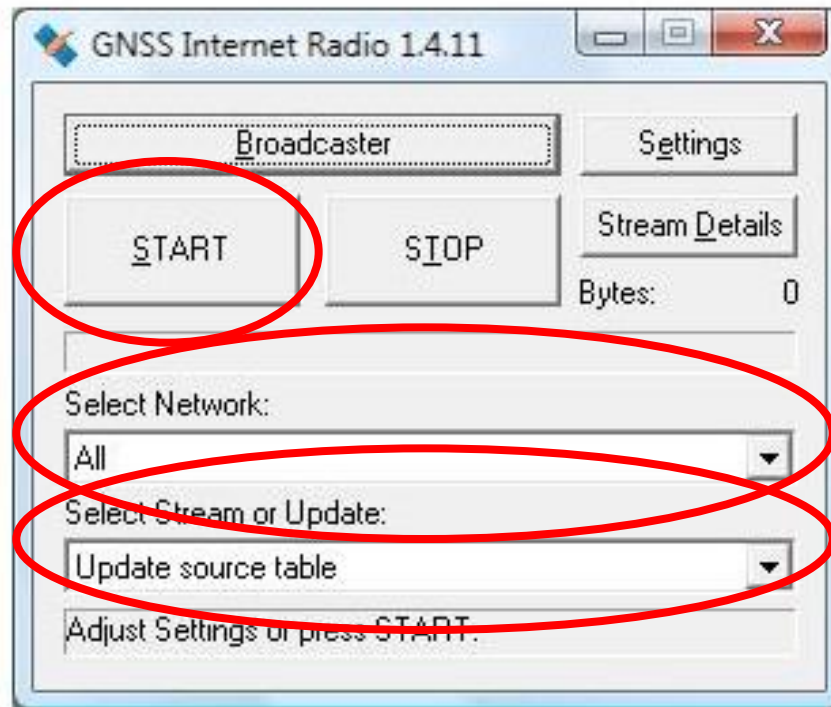 GNSS Internet Radio 1.4.11
Broadcaster
Settings
START
STOP
Stream Details
Bytes: 0
Select Network:
All
Select Stream or Update:
Update source table
Adjust Settings or press START.